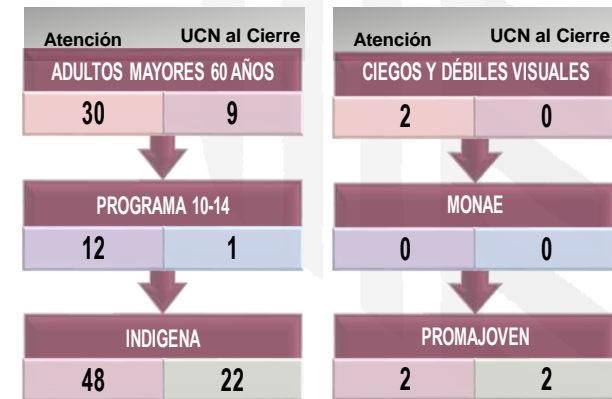 Atención UCN al Cierre
ADULTOS MAYORES 60 AÑOS
30 9
PROGRAMA 10-14
12 1
INDIGENA
48 22
Atención UCN al Cierre
CIEGOS Y DÉBILES VISUALES
2 0
MONAE
0 0
PROMAJOVEN
2 2